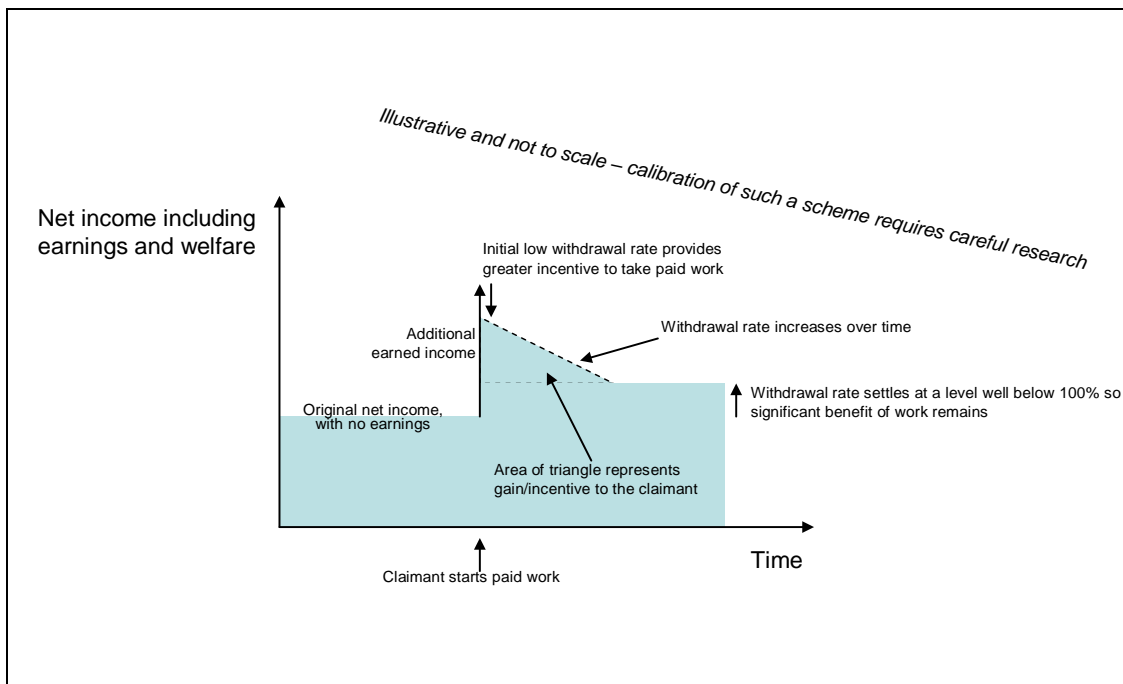 Illustrative and not to scale – calibration of such a scheme requires careful research
Net income including
earnings and welfare
Initial low withdrawal rate provides
greater incentive to take paid work
Additional
earned income
Withdrawal rate increases over time
Withdrawal rate settles at a level well below 100% so
significant benefit of work remains
Original net income,
with no earnings
Area of triangle represents
gain/incentive to the claimant
Time
Claimant starts paid work